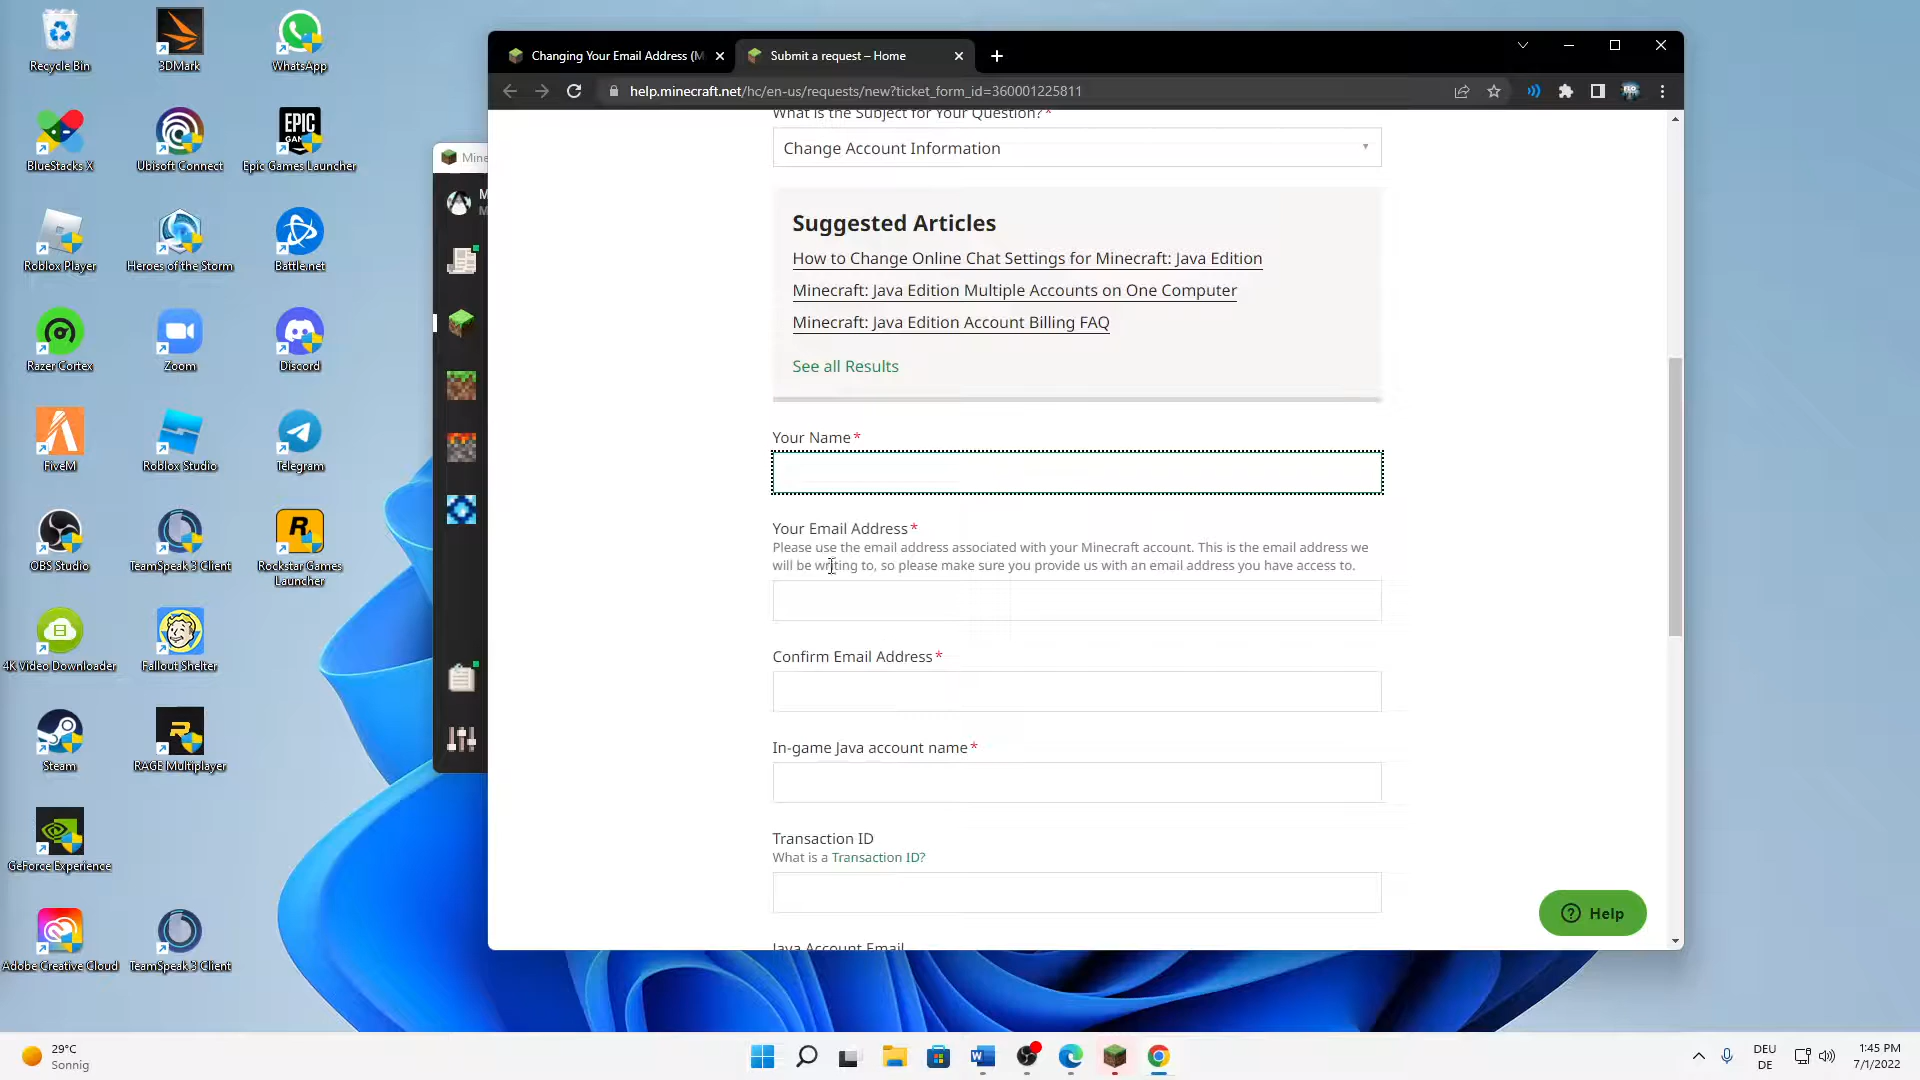 Recycle Bin
3DMark
WhatsApp
BlueStacks X
Ubisoft Connect
EPIC
GAMES
Epic Games Launcher
Roblox Player
Heroes of the Storm
Battle.net
Razer Cortex
zoom
Zoom
Discord
FiveM
Roblox Studio
Telegram
OBS Studio
TeamSpeak 3 Client
R
Rockstar Games
Launcher
4K Video Downloader
Fallout Shelter
Steam
R
RAGE Multiplayer
GeForce Experience
Adobe Creative Cloud
TeamSpeak 3 Client
Mine
M
M
Changing Your Email Address (M
Submit a request – Home
help.minecraft.net/hc/en-us/requests/new?ticket_form_id=360001225811
What is the Subject for Your Question? *
Change Account Information
Suggested Articles
How to Change Online Chat Settings for Minecraft: Java Edition
Minecraft: Java Edition Multiple Accounts on One Computer
Minecraft: Java Edition Account Billing FAQ
See all Results
Your Name *
Your Email Address *
Please use the email address associated with your Minecraft account. This is the email address we
will be writing to, so please make sure you provide us with an email address you have access to.
Confirm Email Address *
In-game Java account name *
Transaction ID
What is a Transaction ID?
Java Account Email
Help
29°C
Sonnig
DEU
DE
1:45 PM
7/1/2022